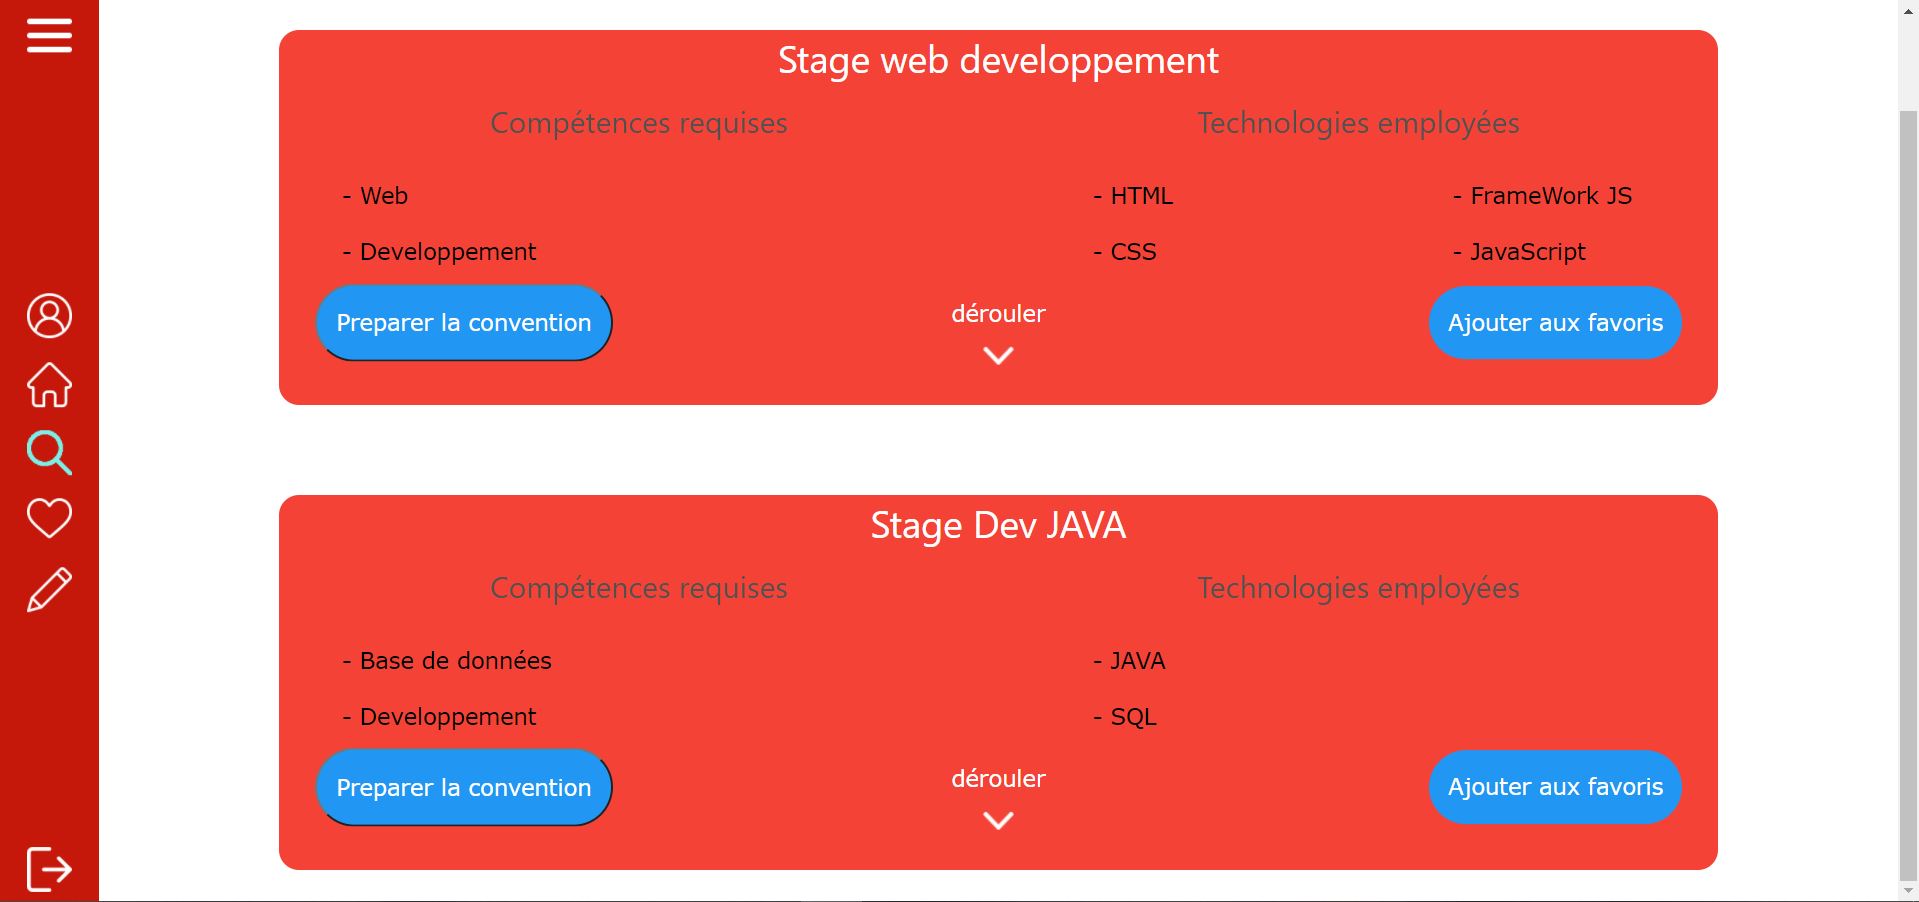 Stage web developpement
Compétences requises
Technologies employées
- Web
- HTML
- FrameWork JS
- Developpement
- CSS
- JavaScript
Preparer la convention
dérouler
Ajouter aux favoris
Stage Dev JAVA
Compétences requises
Technologies employées
- Base de données
- JAVA
- Developpement
- SQL
Preparer la convention
dérouler
Ajouter aux favoris